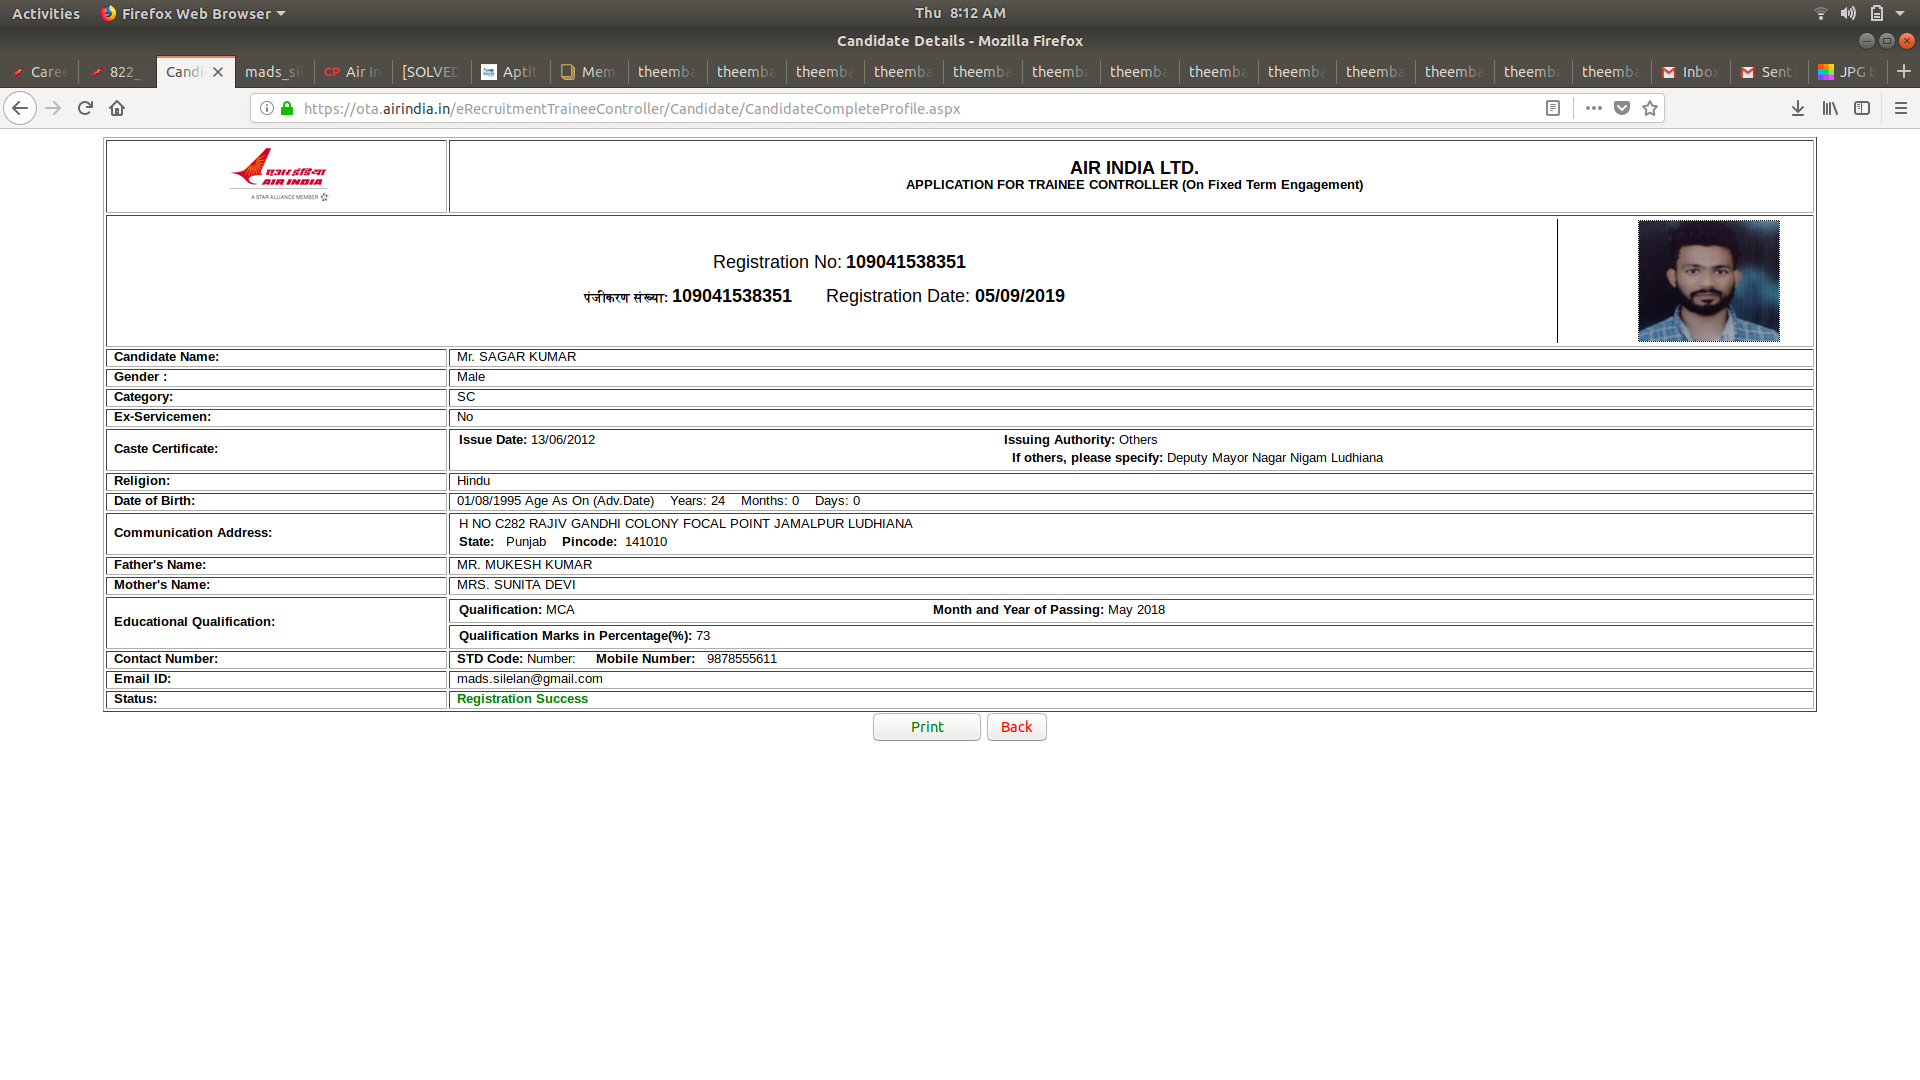 Activities Firefox Web Browser Thu 8:12 AM
Candidate Details - Mozilla Firefox
Caree 822_ Candi mads_sil CP Air In [SOLVED Aptit Mem theemba theemba theemba theemba theemba theemba theemba theemba theemba theemba theemba theemba theemba Inbox Sent JPG t
https://ota.airindia.in/eRecruitmentTraineeController/Candidate/CandidateCompleteProfile.aspx
एअर इंडिया
AIR INDIA
A STAR ALLIANCE MEMBER
AIR INDIA LTD.
APPLICATION FOR TRAINEE CONTROLLER (On Fixed Term Engagement)
Registration No: 109041538351
पंजीकरण संख्या: 109041538351 Registration Date: 05/09/2019
Candidate Name: Mr. SAGAR KUMAR
Gender : Male
Category: SC
Ex-Servicemen: No
Caste Certificate: Issue Date: 13/06/2012 Issuing Authority: Others
If others, please specify: Deputy Mayor Nagar Nigam Ludhiana
Religion: Hindu
Date of Birth: 01/08/1995 Age As On (Adv.Date) Years: 24 Months: 0 Days: 0
Communication Address: H NO C282 RAJIV GANDHI COLONY FOCAL POINT JAMALPUR LUDHIANA
State: Punjab Pincode: 141010
Father's Name: MR. MUKESH KUMAR
Mother's Name: MRS. SUNITA DEVI
Educational Qualification: Qualification: MCA Month and Year of Passing: May 2018
Qualification Marks in Percentage(%): 73
Contact Number: STD Code: Number: Mobile Number: 9878555611
Email ID: mads.silelan@gmail.com
Status: Registration Success
Print Back